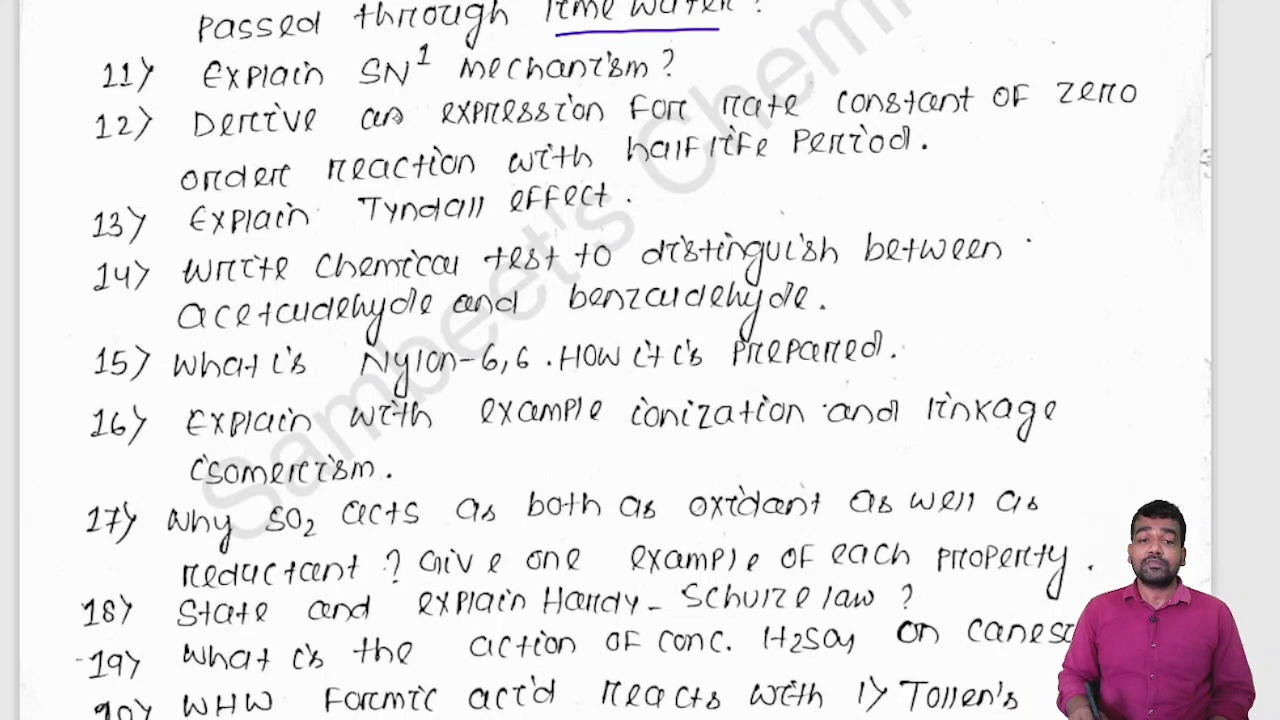 Passed through lime water?
11) Explain SN1 mechanism?
12) Derive an expression for rate constant of zero
order reaction with half life period.
13) Explain Tyndall effect.
14) Write chemical test to distinguish between
acetaldehyde and benzaldehyde.
15) What is Nylon-6,6. How it is prepared.
16) Explain with example ionization and linkage
isomerism.
17) Why SO2 acts as both as oxidant as well as
reductant? Give one example of each property.
18) State and explain Hardy-Schulze law?
19) What is the action of conc. H2SO4 on
20) WHW Formic acid reacts with 1) Tollen's
Sambeet's Chemi